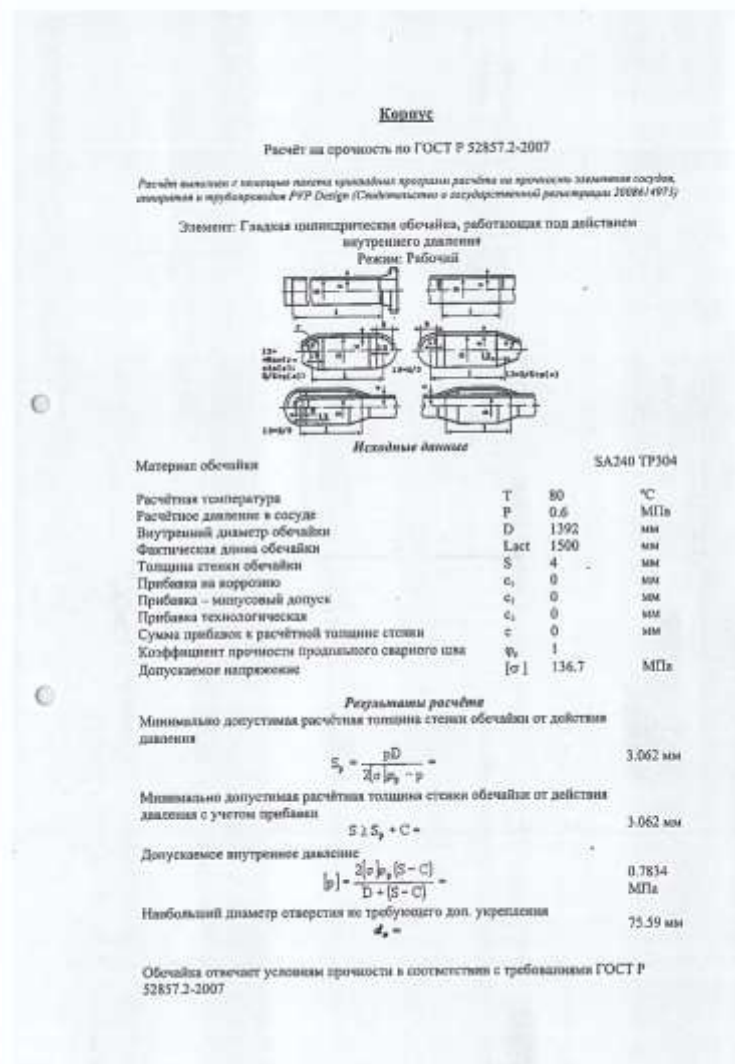 Корпус
Расчёт на прочность по ГОСТ Р 52857.2-2007
Расчёт выполнен с помощью пакета прикладных программ расчёта на прочность элементов сосудов,
аппаратов и трубопроводов PVP Design (Свидетельство о государственной регистрации 2008614973)
Элемент: Гладкая цилиндрическая обечайка, работающая под действием
внутреннего давления
Режим: Рабочий
Исходные данные
Материал обечайки SA240 TP304
Расчётная температура T 80 °C
Расчётное давление в сосуде P 0.6 МПа
Внутренний диаметр обечайки D 1392 мм
Фактическая длина обечайки Lact 1500 мм
Толщина стенки обечайки S 4 мм
Прибавка на коррозию c₁ 0 мм
Прибавка – минусовый допуск 0 мм
Прибавка технологическая 0 мм
Сумма прибавок к расчётной толщине стенки c 0 мм
Коэффициент прочности продольного сварного шва φₚ 1
Допускаемое напряжение [σ] 136.7 МПа
Результаты расчёта
Минимально допустимая расчётная толщина стенки обечайки от действия
давления
Sₚ = pD / (2[σ]φₚ - p) = 3.062 мм
Минимально допустимая расчётная толщина стенки обечайки от действия
давления с учетом прибавки
S ≥ Sₚ + C = 3.062 мм
Допускаемое внутреннее давление
[p] = 2[σ]φₚ(S-C) / (D + (S-C)) = 0.7834
МПа
Наибольший диаметр отверстия не требующего доп. укрепления
dₒ = 75.59 мм
Обечайка отвечает условиям прочности в соответствии с требованиями ГОСТ Р
52857.2-2007